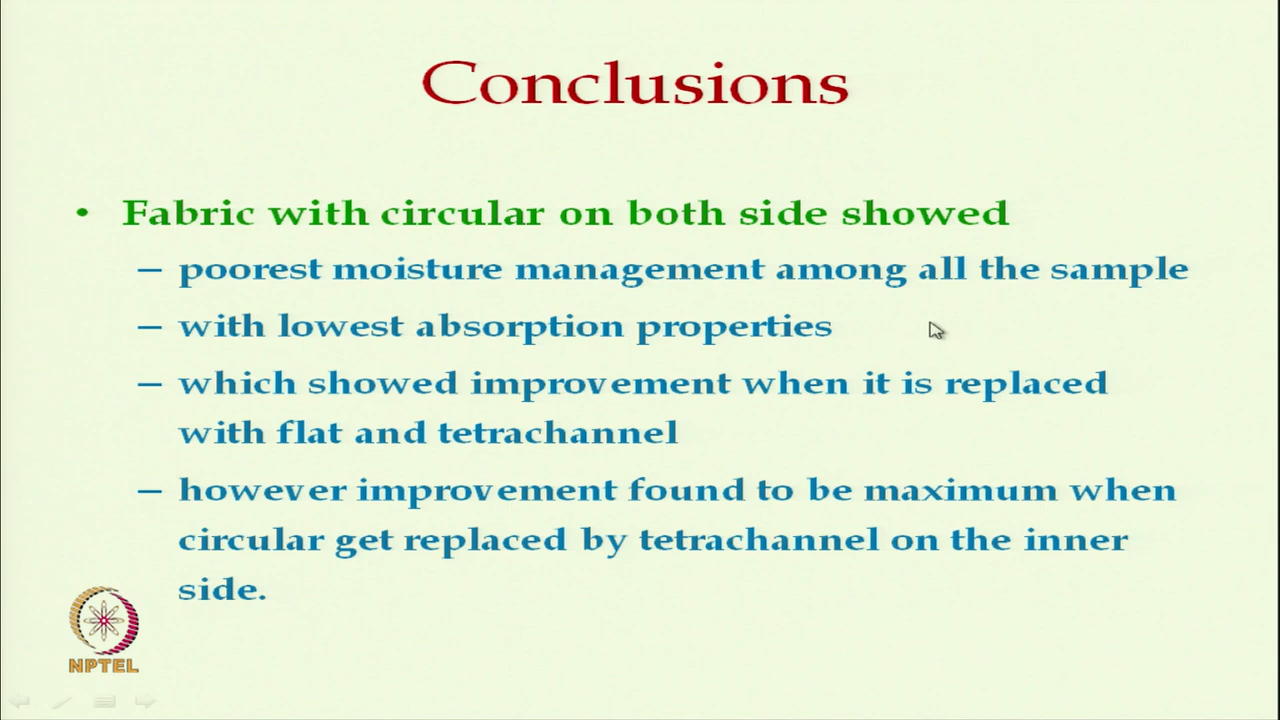 Conclusions
• Fabric with circular on both side showed
– poorest moisture management among all the sample
– with lowest absorption properties
– which showed improvement when it is replaced
with flat and tetrachannel
– however improvement found to be maximum when
circular get replaced by tetrachannel on the inner
side.
NPTEL